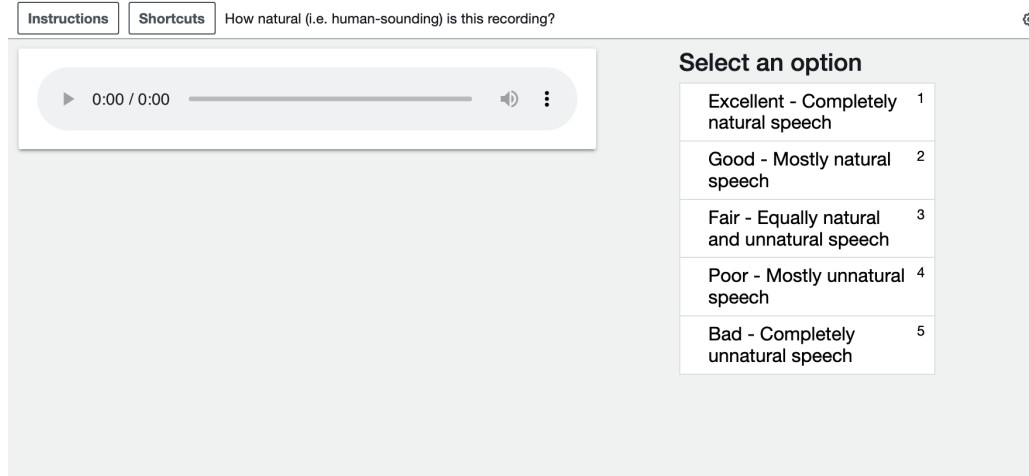 Instructions Shortcuts How natural (i.e. human-sounding) is this recording?
0:00 / 0:00
Select an option
Excellent - Completely 1
natural speech
Good - Mostly natural 2
speech
Fair - Equally natural 3
and unnatural speech
Poor - Mostly unnatural 4
speech
Bad - Completely 5
unnatural speech